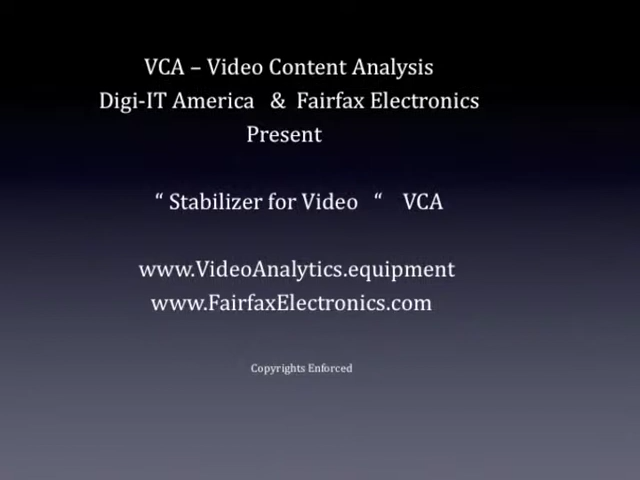 VCA – Video Content Analysis
Digi-IT America & Fairfax Electronics
Present
“ Stabilizer for Video “ VCA
www.VideoAnalytics.equipment
www.FairfaxElectronics.com
Copyrights Enforced